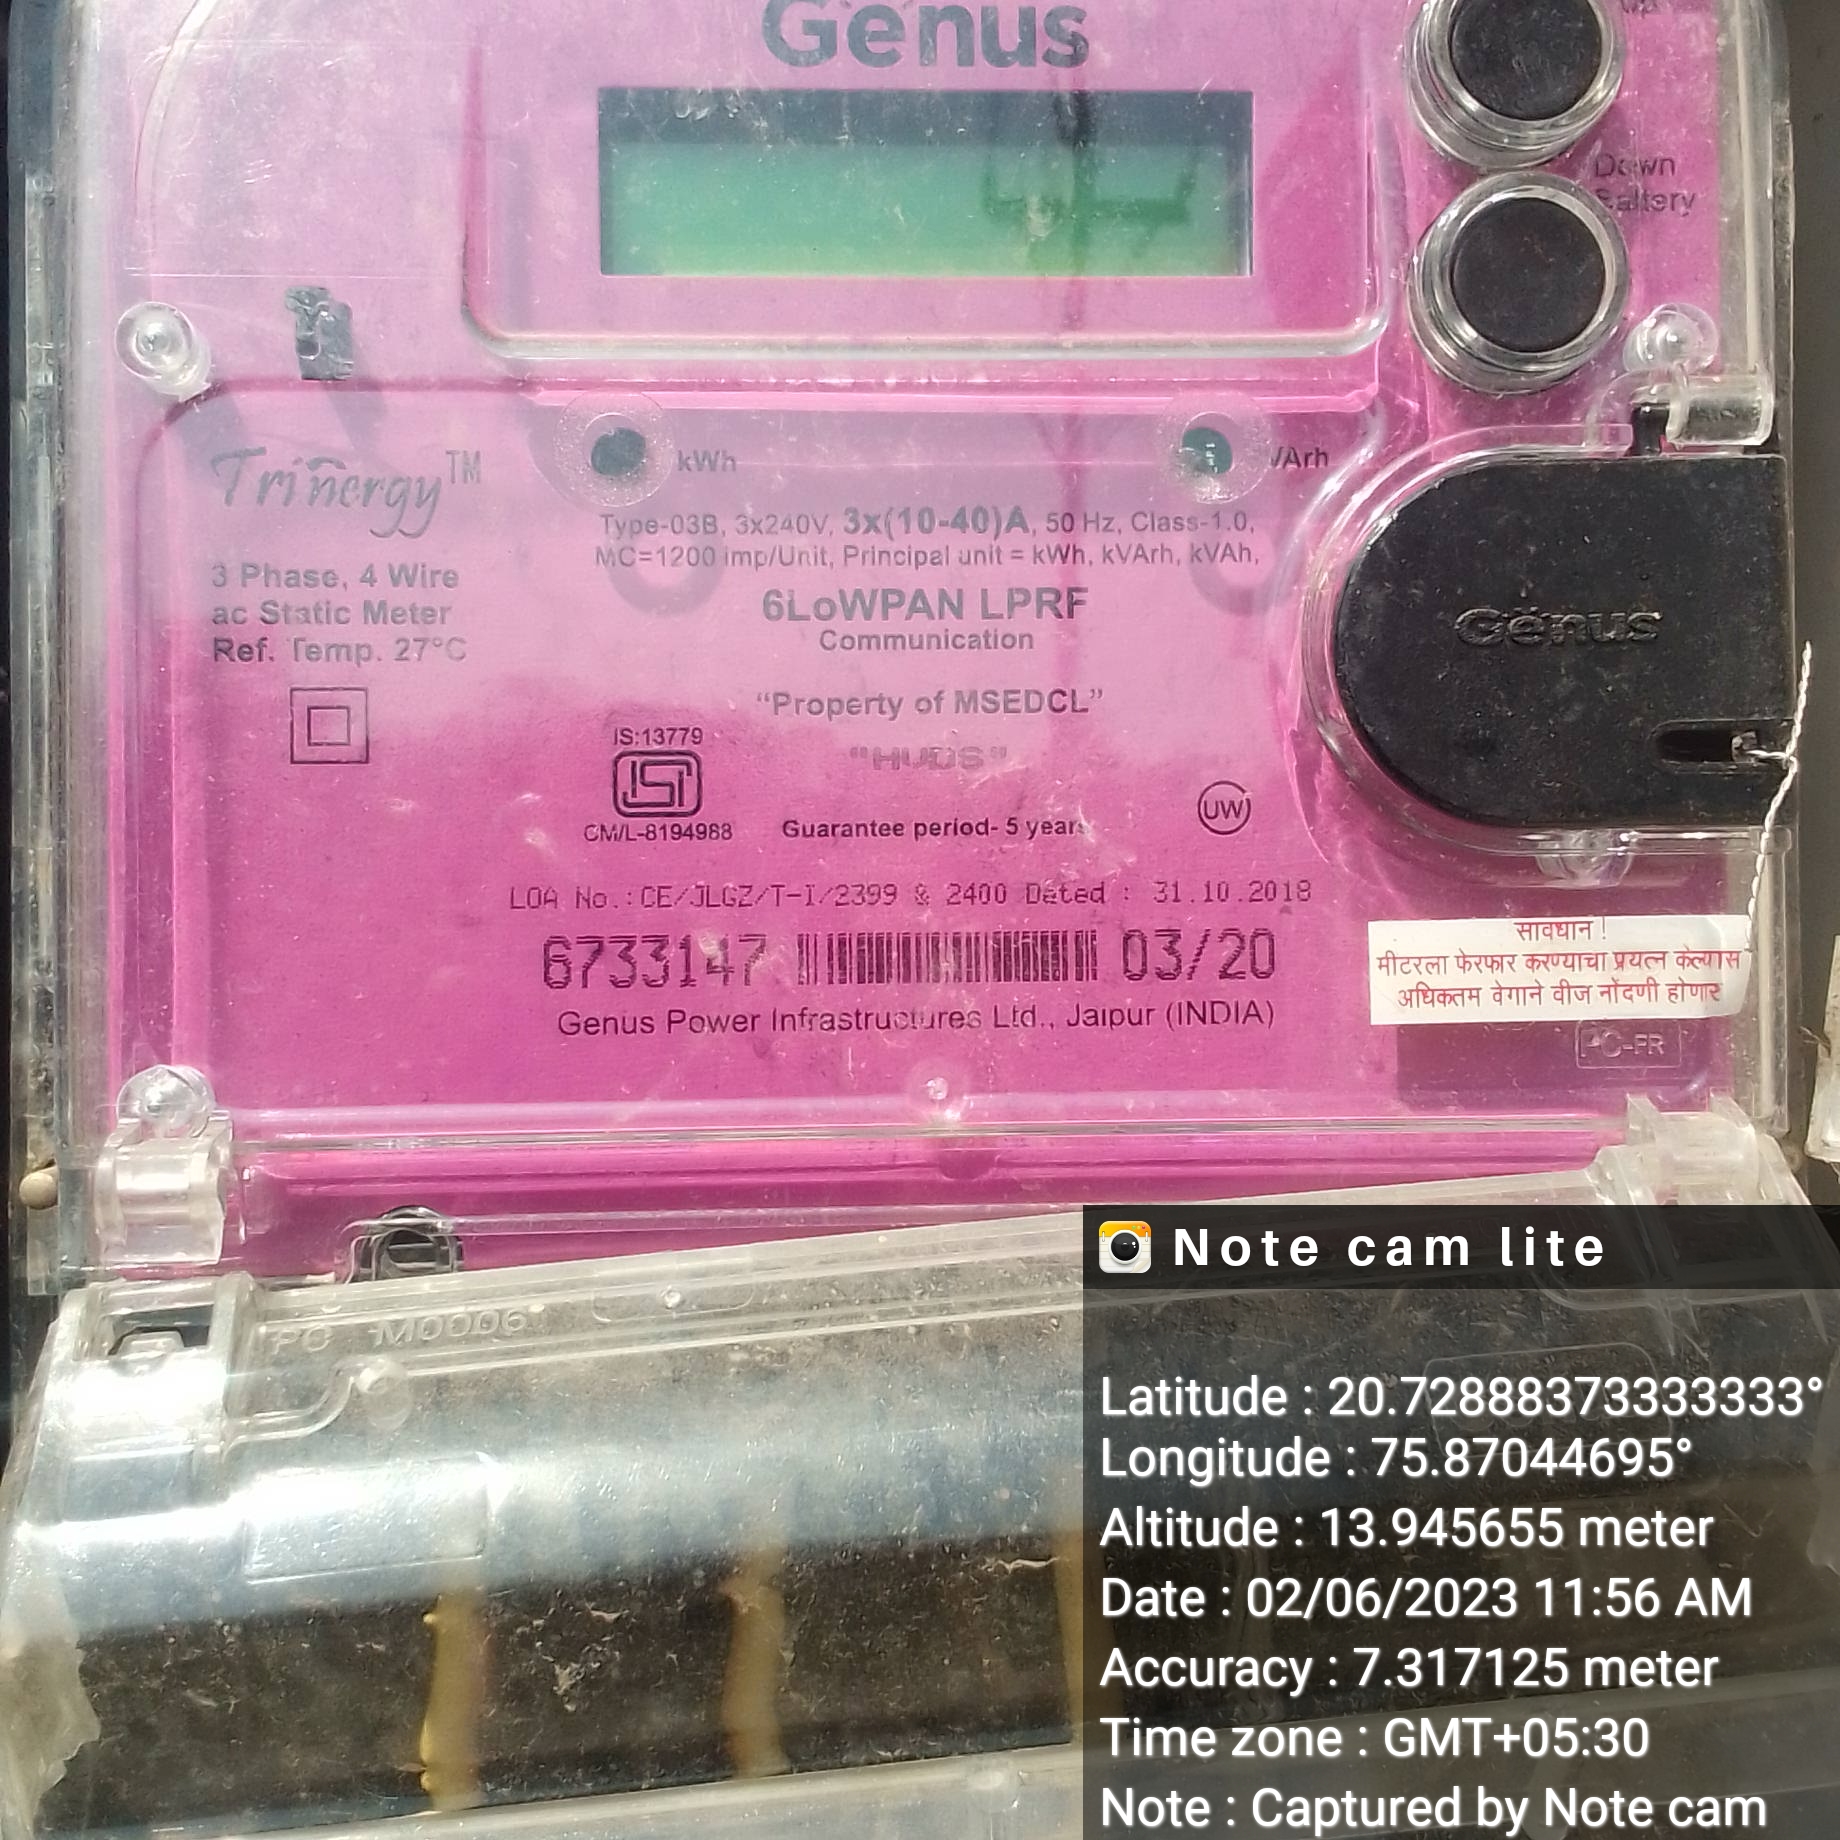 Genus
Down
Battery
kWh
VArh
Trinergy™
Type-03B, 3x240V, 3x(10-40)A, 50 Hz, Class-1.0,
MC=1200 imp/Unit, Principal unit = kWh, kVArh, kVAh,
3 Phase, 4 Wire
ac Static Meter
Ref. Temp. 27°C
6LoWPAN LPRF
Communication
Genus
“Property of MSEDCL”
IS:13779
"HUDS"
ISI
CM/L-8194988
Guarantee period- 5 years
UW
LOA No.:CE/JLGZ/T-I/2399 & 2400 Dated : 31.10.2018
6733147 03/20
Genus Power Infrastructures Ltd., Jaipur (INDIA)
सावधान !
मीटरला फेरफार करण्याचा प्रयत्न केल्यास
अधिकतम वेगाने वीज नोंदणी होणार
PC-FR
PC M0006
Note cam lite
Latitude : 20.72888373333333°
Longitude : 75.87044695°
Altitude : 13.945655 meter
Date : 02/06/2023 11:56 AM
Accuracy : 7.317125 meter
Time zone : GMT+05:30
Note : Captured by Note cam